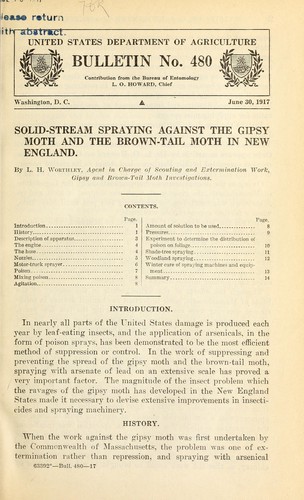 lease return
ith abstract.
UNITED STATES DEPARTMENT OF AGRICULTURE
BULLETIN No. 480
Contribution from the Bureau of Entomology
L. O. HOWARD, Chief
Washington, D. C. ▲ June 30, 1917
SOLID-STREAM SPRAYING AGAINST THE GIPSY
MOTH AND THE BROWN-TAIL MOTH IN NEW
ENGLAND.
By L. H. WORTHLEY, Agent in Charge of Scouting and Extermination Work,
Gipsy and Brown-Tail Moth Investigations.
CONTENTS.
Page.
Introduction 1
History 1
Description of apparatus 3
The engine 4
The hose 4
Nozzles 5
Motor-truck sprayer 6
Poison 7
Mixing poisons 8
Agitation 8
Page.
Amount of solution to be used 8
Pressures 9
Experiment to determine the distribution of
poison on foliage 10
Shade-tree spraying 11
Woodland spraying 12
Winter care of spraying machines and equip-
ment 13
Summary 14
INTRODUCTION.
In nearly all parts of the United States damage is produced each
year by leaf-eating insects, and the application of arsenicals, in the
form of poison sprays, has been demonstrated to be the most efficient
method of suppression or control. In the work of suppressing and
preventing the spread of the gipsy moth and the brown-tail moth,
spraying with arsenate of lead on an extensive scale has proved a
very important factor. The magnitude of the insect problem which
the ravages of the gipsy moth has developed in the New England
States made it necessary to devise extensive improvements in insecti-
cides and spraying machinery.
HISTORY.
When the work against the gipsy moth was first undertaken by
the Commonwealth of Massachusetts, the problem was one of ex-
termination rather than repression, and spraying with arsenical
63392°—Bull. 480—17